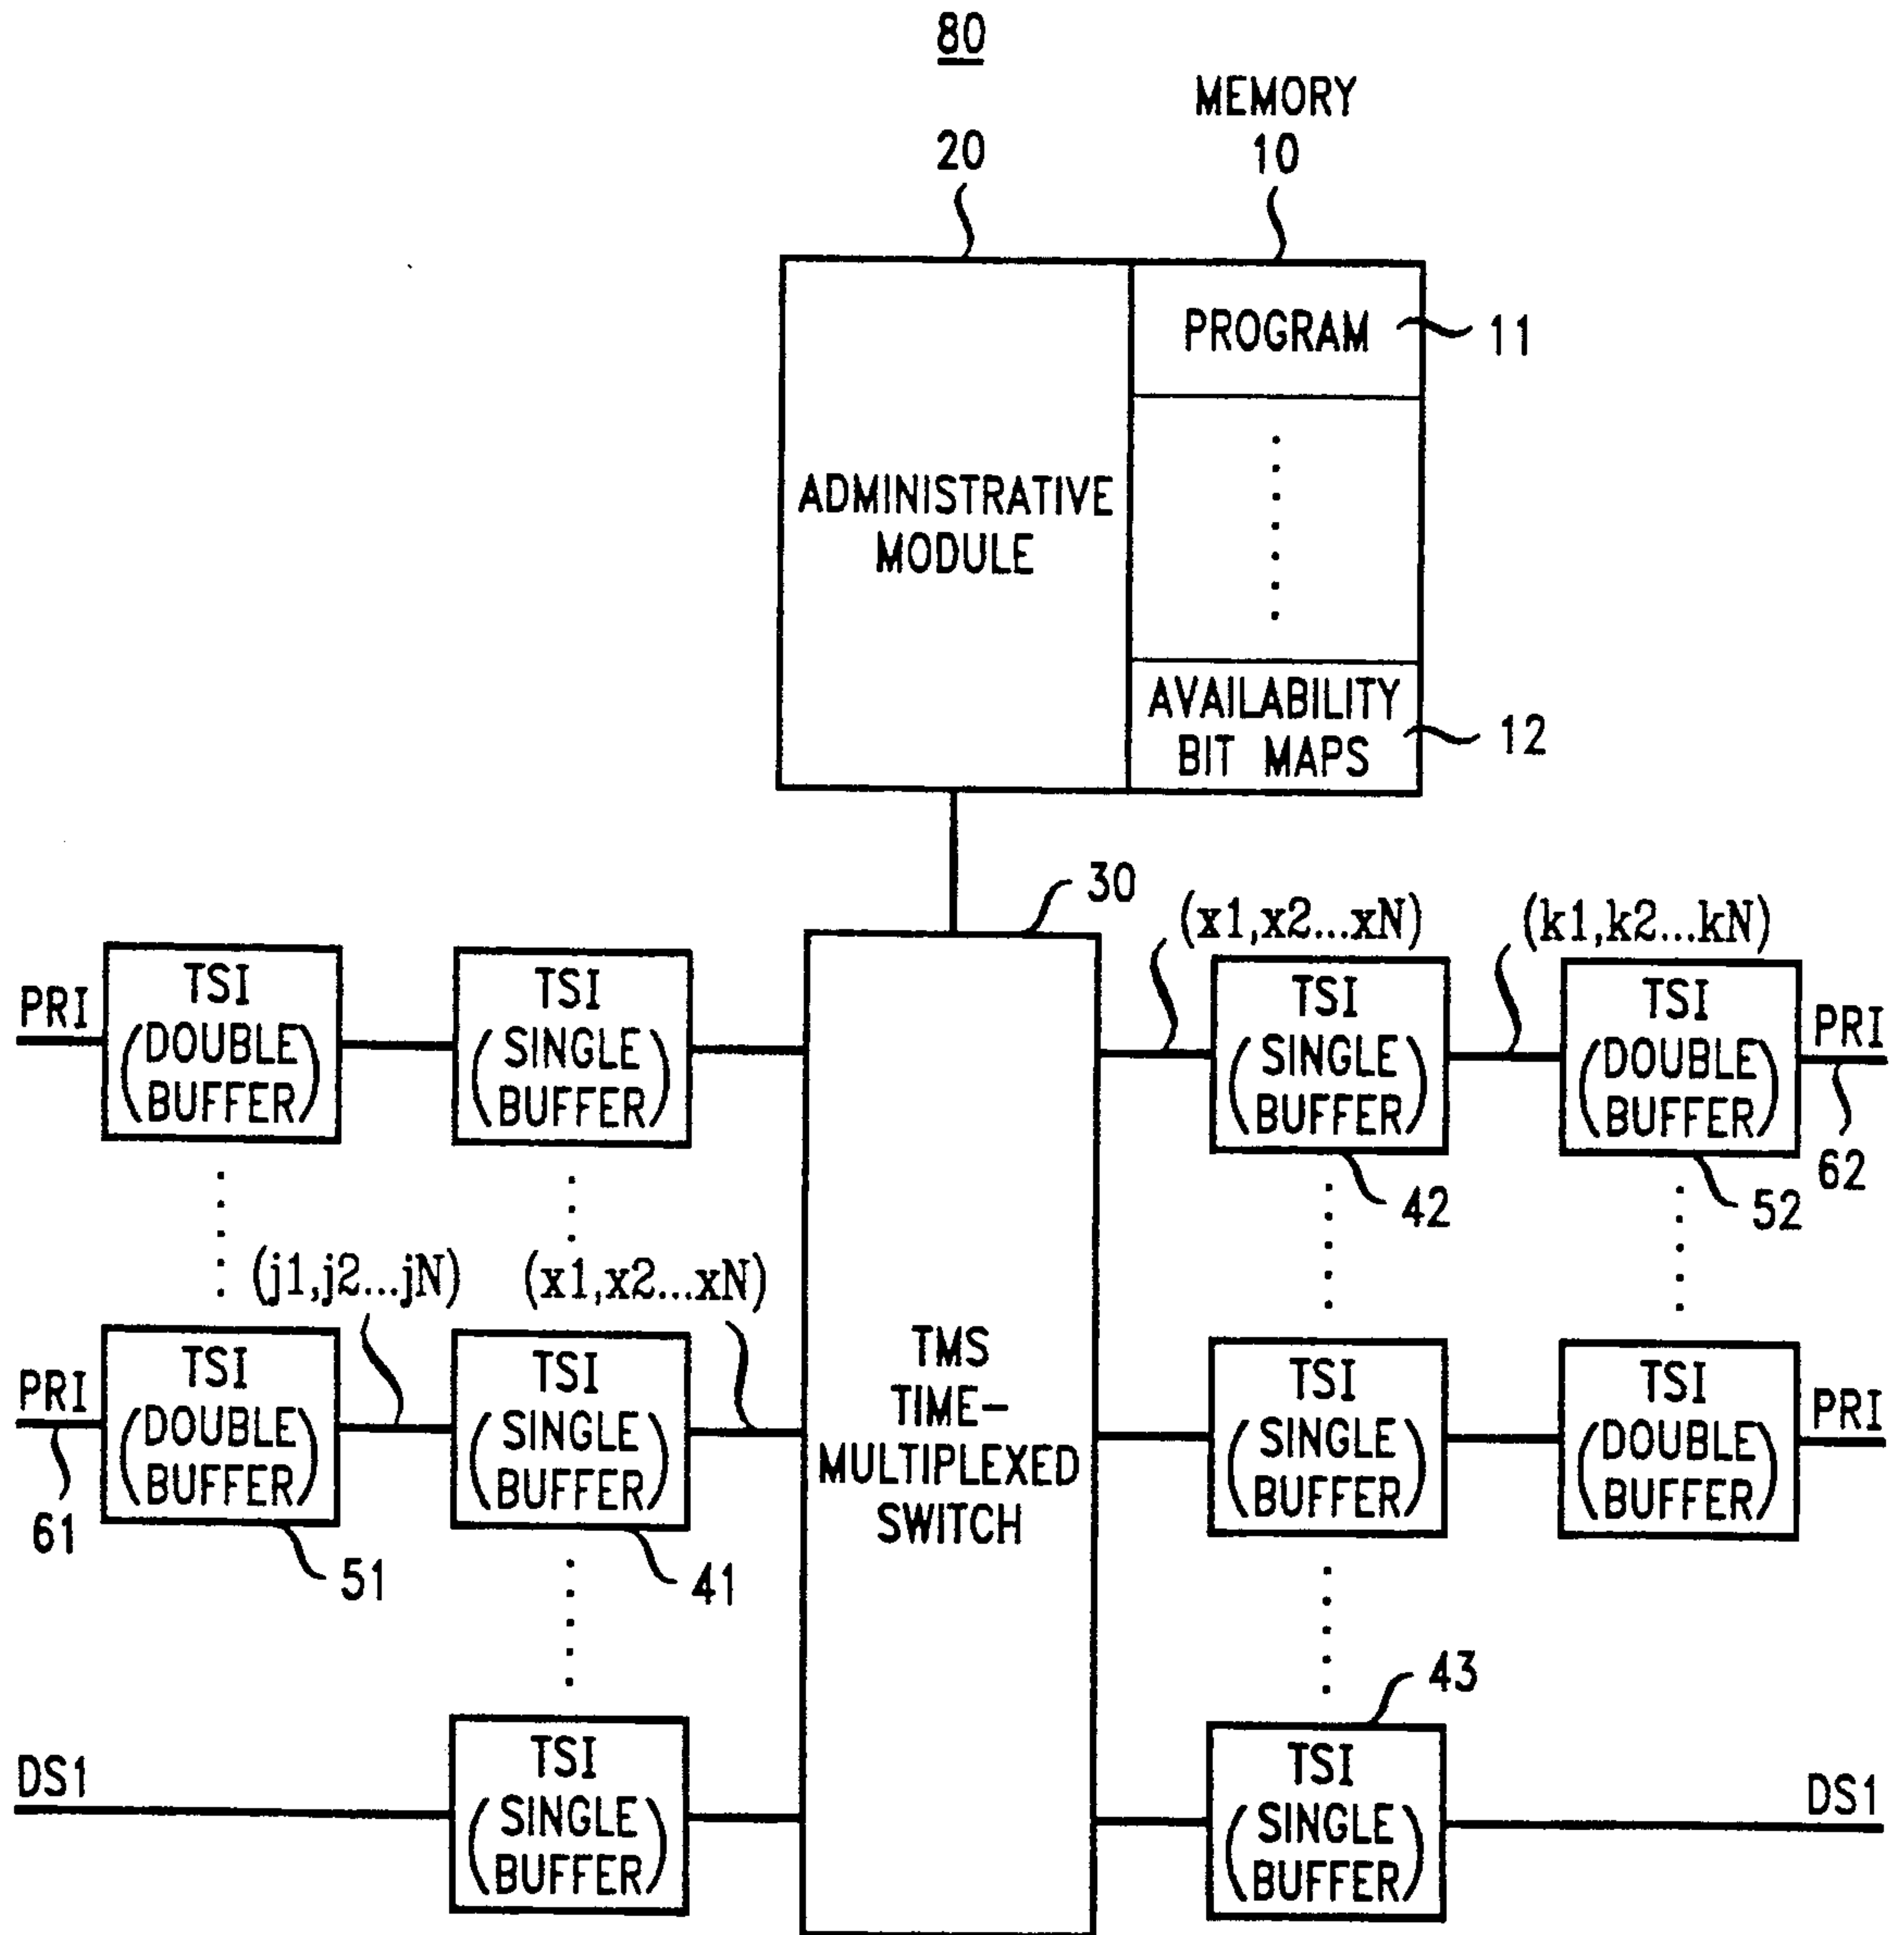 80
MEMORY
20
10
PROGRAM
11
ADMINISTRATIVE
MODULE
AVAILABILITY
BIT MAPS
12
30
(x1,x2...xN)
(k1,k2...kN)
PRI
TSI
(DOUBLE
BUFFER)
TSI
(SINGLE
BUFFER)
TSI
(SINGLE
BUFFER)
42
TSI
(DOUBLE
BUFFER)
52
PRI
62
(j1,j2...jN)
(x1,x2...xN)
PRI
61
TSI
(DOUBLE
BUFFER)
51
TSI
(SINGLE
BUFFER)
41
TMS
TIME-
MULTIPLEXED
SWITCH
TSI
(SINGLE
BUFFER)
TSI
(DOUBLE
BUFFER)
PRI
DS1
TSI
(SINGLE
BUFFER)
43
TSI
(SINGLE
BUFFER)
DS1